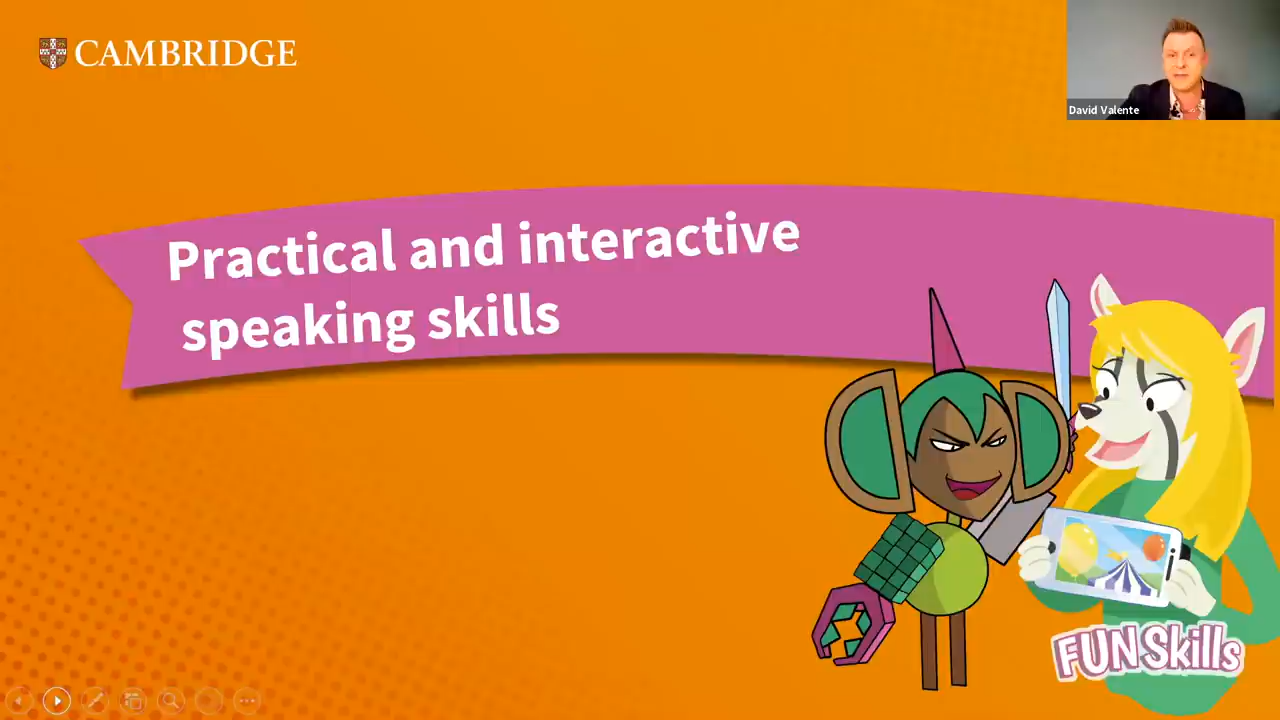 CAMBRIDGE
David Valente
Practical and interactive
speaking skills
FUN Skills